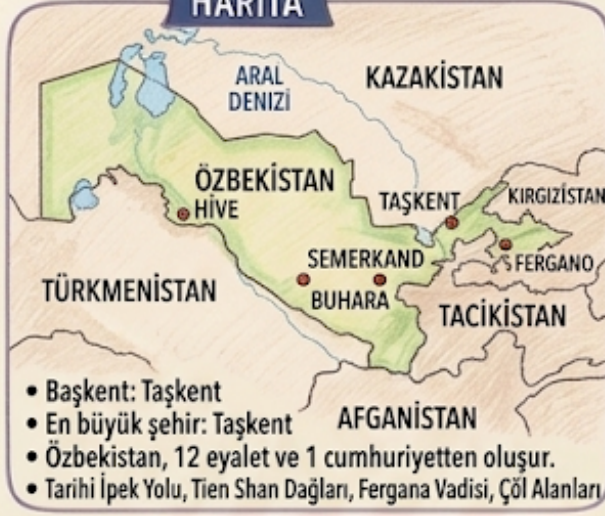 HARİTA
ARAL
DENİZİ
KAZAKİSTAN
ÖZBEKİSTAN
HİVE
TAŞKENT
KIRGIZİSTAN
SEMERKAND
FERGANO
BUHARA
TÜRKMENİSTAN
TACİKİSTAN
• Başkent: Taşkent
• En büyük şehir: Taşkent
AFGANİSTAN
• Özbekistan, 12 eyalet ve 1 cumhuriyetten oluşur.
• Tarihi İpek Yolu, Tien Shan Dağları, Fergana Vadisi, Çöl Alanları